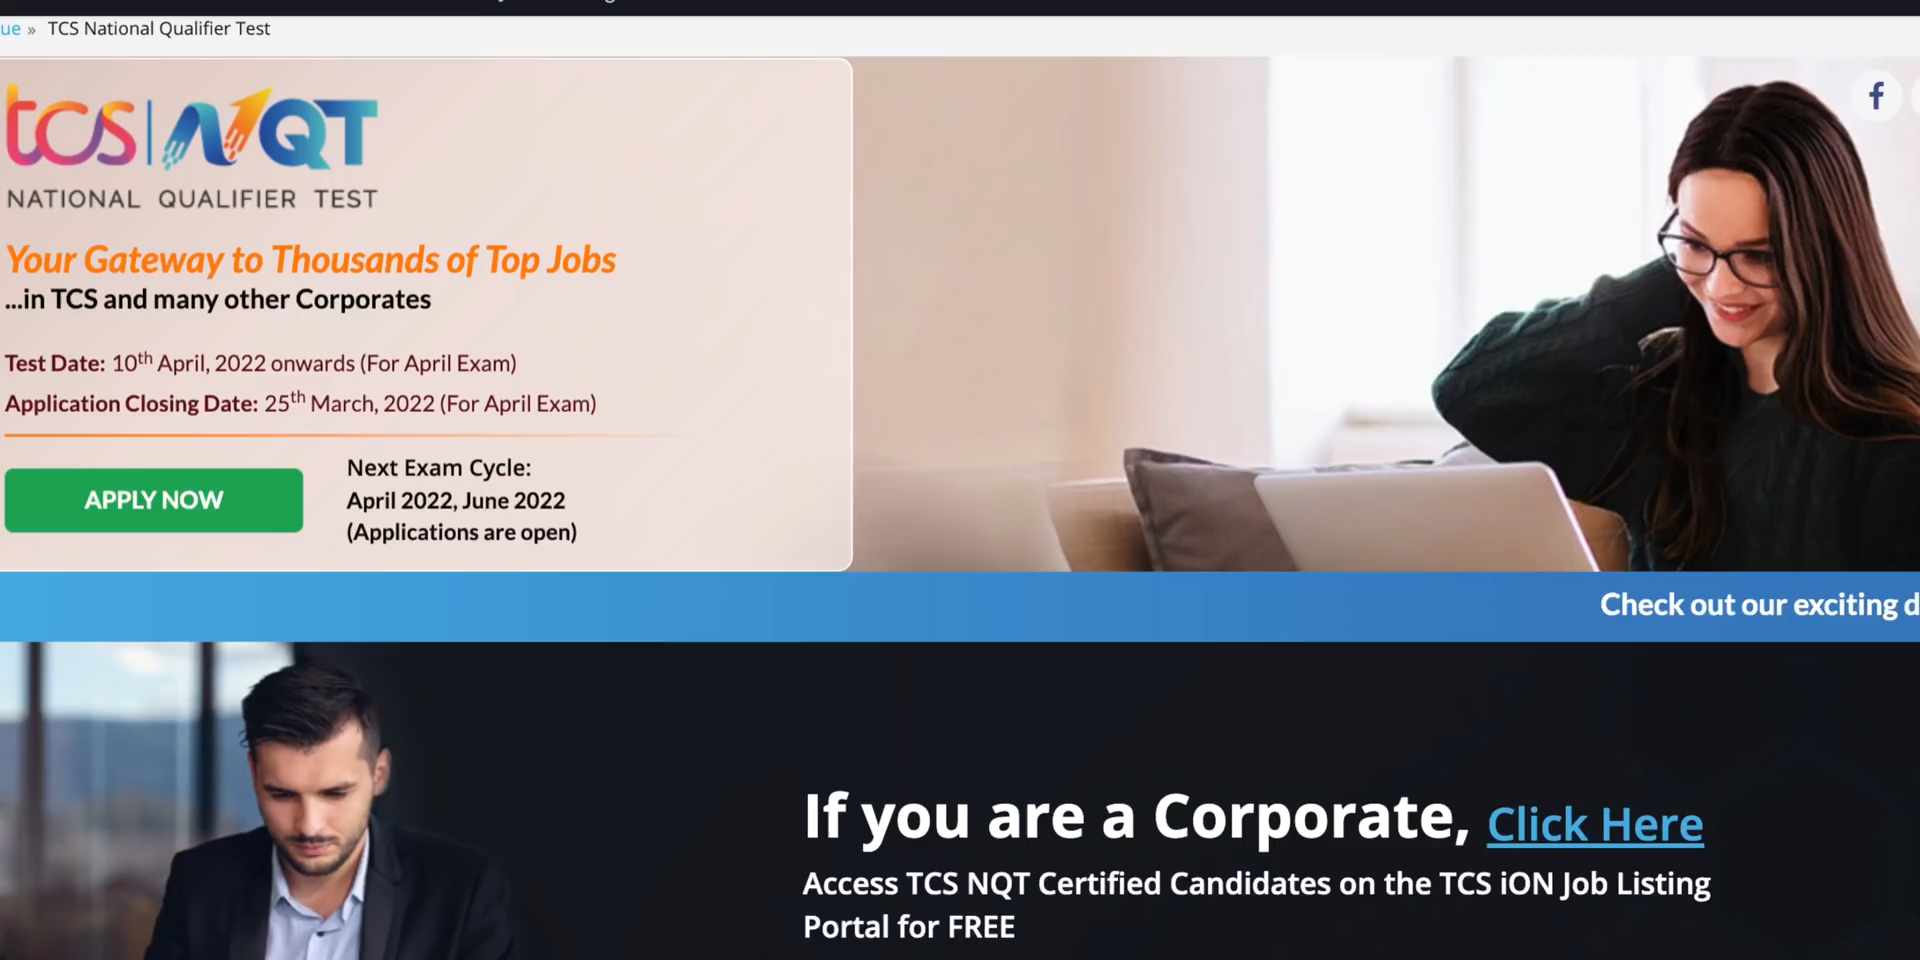 ue » TCS National Qualifier Test
tcs | NQT
NATIONAL QUALIFIER TEST
Your Gateway to Thousands of Top Jobs
...in TCS and many other Corporates
Test Date: 10th April, 2022 onwards (For April Exam)
Application Closing Date: 25th March, 2022 (For April Exam)
APPLY NOW
Next Exam Cycle:
April 2022, June 2022
(Applications are open)
Check out our exciting d
If you are a Corporate, Click Here
Access TCS NQT Certified Candidates on the TCS iON Job Listing
Portal for FREE